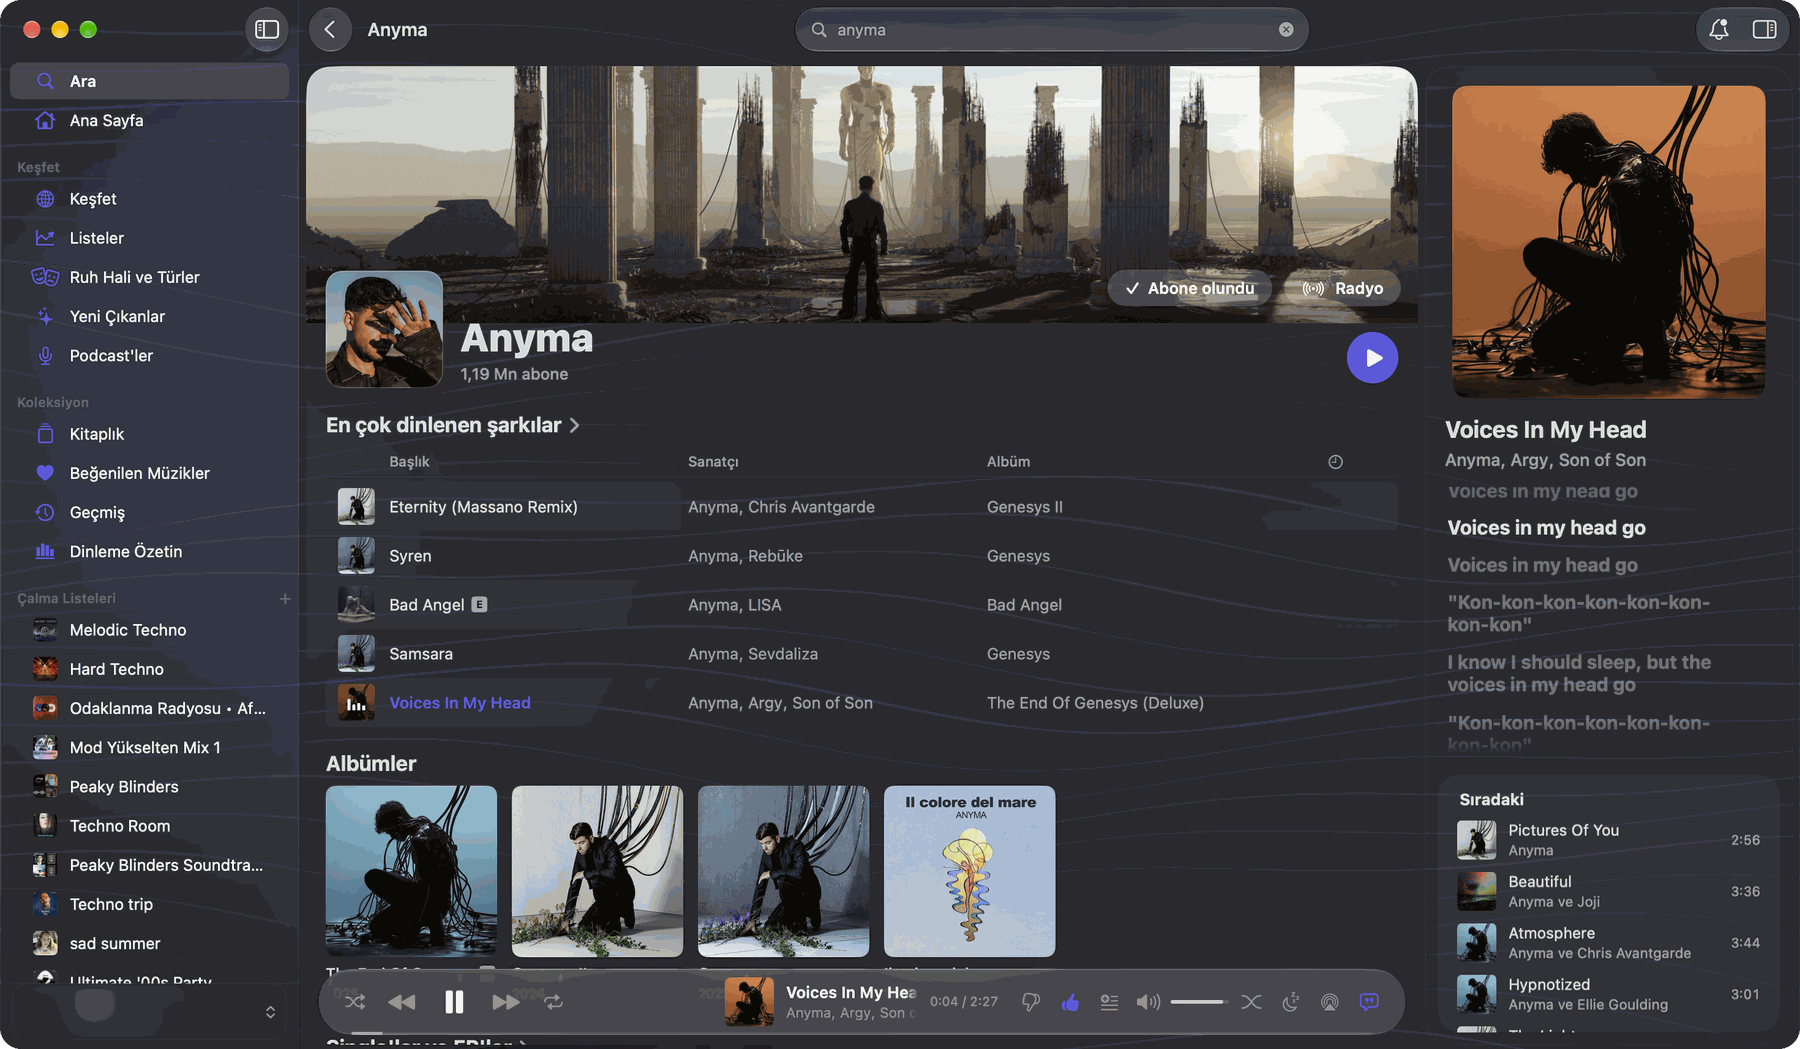 Anyma
anyma
Ara
Ana Sayfa
Keşfet
Keşfet
Listeler
Ruh Hali ve Türler
Yeni Çıkanlar
Podcast'ler
Koleksiyon
Kitaplık
Beğenilen Müzikler
Geçmiş
Dinleme Özetin
Çalma Listeleri
Melodic Techno
Hard Techno
Odaklanma Radyosu • Af...
Mod Yükselten Mix 1
Peaky Blinders
Techno Room
Peaky Blinders Soundtra...
Techno trip
sad summer
Ultimate '00s Party
Abone olundu
Radyo
Anyma
1,19 Mn abone
En çok dinlenen şarkılar
Başlık Sanatçı Albüm
Eternity (Massano Remix) Anyma, Chris Avantgarde Genesys II
Syren Anyma, Rebūke Genesys
Bad Angel E Anyma, LISA Bad Angel
Samsara Anyma, Sevdaliza Genesys
Voices In My Head Anyma, Argy, Son of Son The End Of Genesys (Deluxe)
Albümler
Il colore del mare
ANYMA
Voices In My Hea
Anyma, Argy, Son
0:04 / 2:27
Voices In My Head
Anyma, Argy, Son of Son
Voices in my head go
Voices in my head go
Voices in my head go
"Kon-kon-kon-kon-kon-kon-
kon-kon"
I know I should sleep, but the
voices in my head go
"Kon-kon-kon-kon-kon-kon-
kon-kon"
Sıradaki
Pictures Of You
Anyma
2:56
Beautiful
Anyma ve Joji
3:36
Atmosphere
Anyma ve Chris Avantgarde
3:44
Hypnotized
Anyma ve Ellie Goulding
3:01